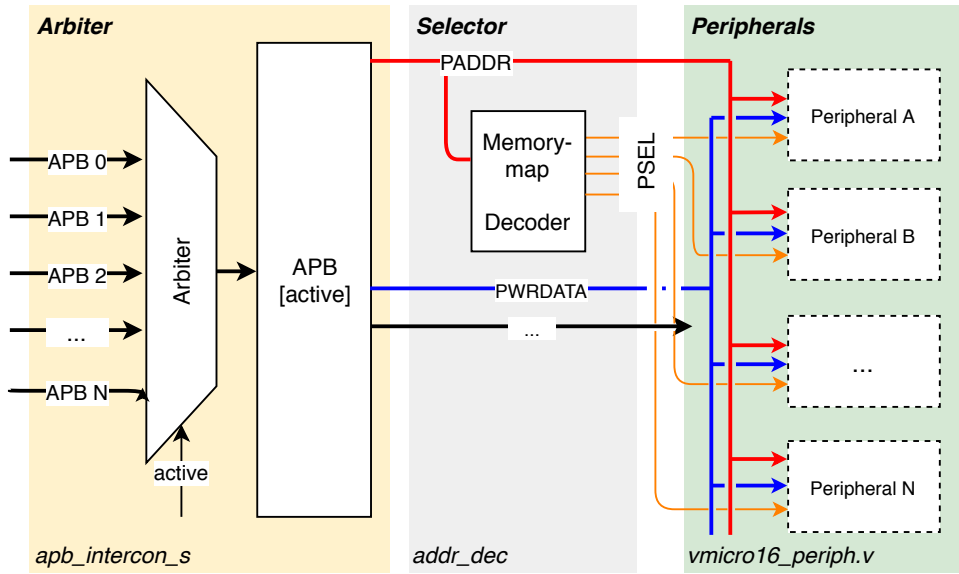 Arbiter
Selector
Peripherals
PADDR
APB 0
APB 1
APB 2
...
APB N
Arbiter
active
APB
[active]
Memory-
map
Decoder
PSEL
PWRDATA
...
Peripheral A
Peripheral B
...
Peripheral N
apb_intercon_s
addr_dec
vmicro16_periph.v